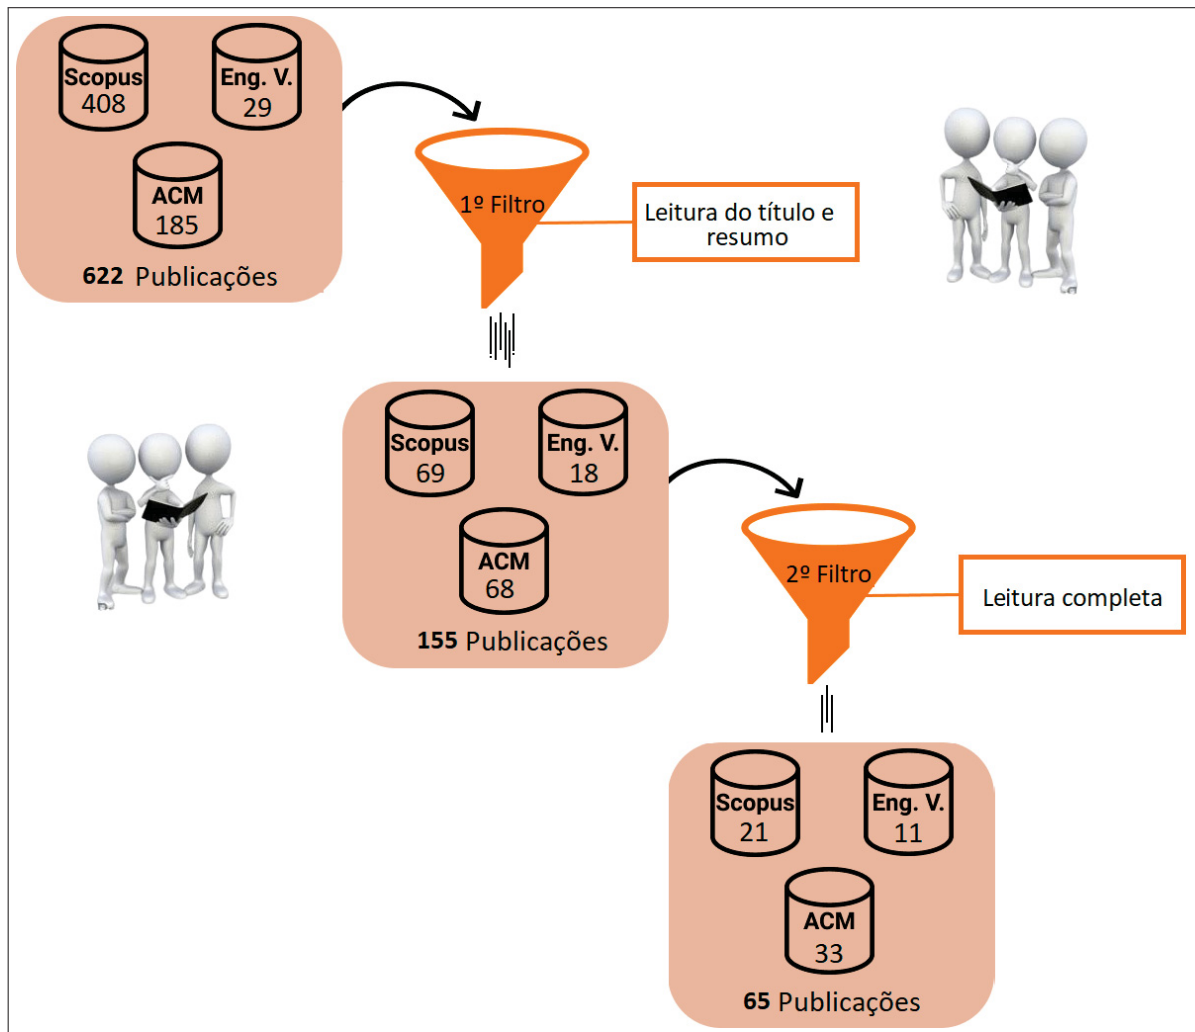 Scopus
408
Eng. V.
29
ACM
185
622 Publicações
1º Filtro
Leitura do título e
resumo
Scopus
69
Eng. V.
18
ACM
68
155 Publicações
2º Filtro
Leitura completa
Scopus
21
Eng. V.
11
ACM
33
65 Publicações